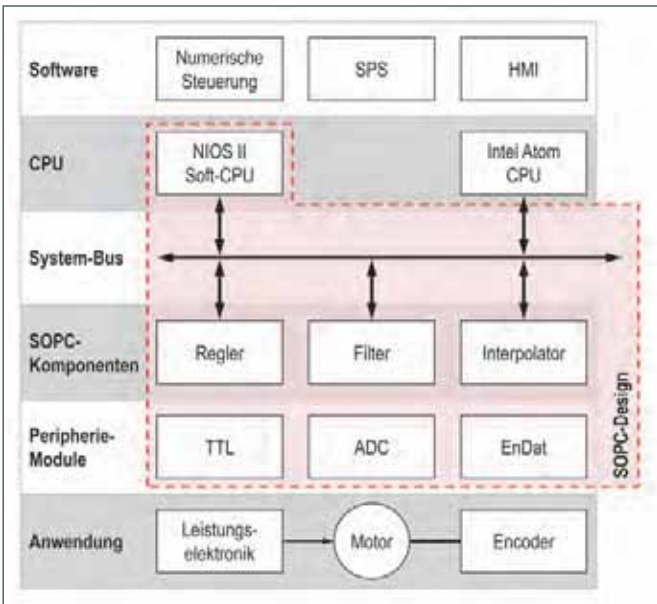 Software
Numerische
Steuerung
SPS
HMI
CPU
NIOS II
Soft-CPU
Intel Atom
CPU
System-Bus
SOPC-
Komponenten
Regler
Filter
Interpolator
Peripherie-
Module
TTL
ADC
EnDat
SOPC-Design
Anwendung
Leistungs-
elektronik
Motor
Encoder